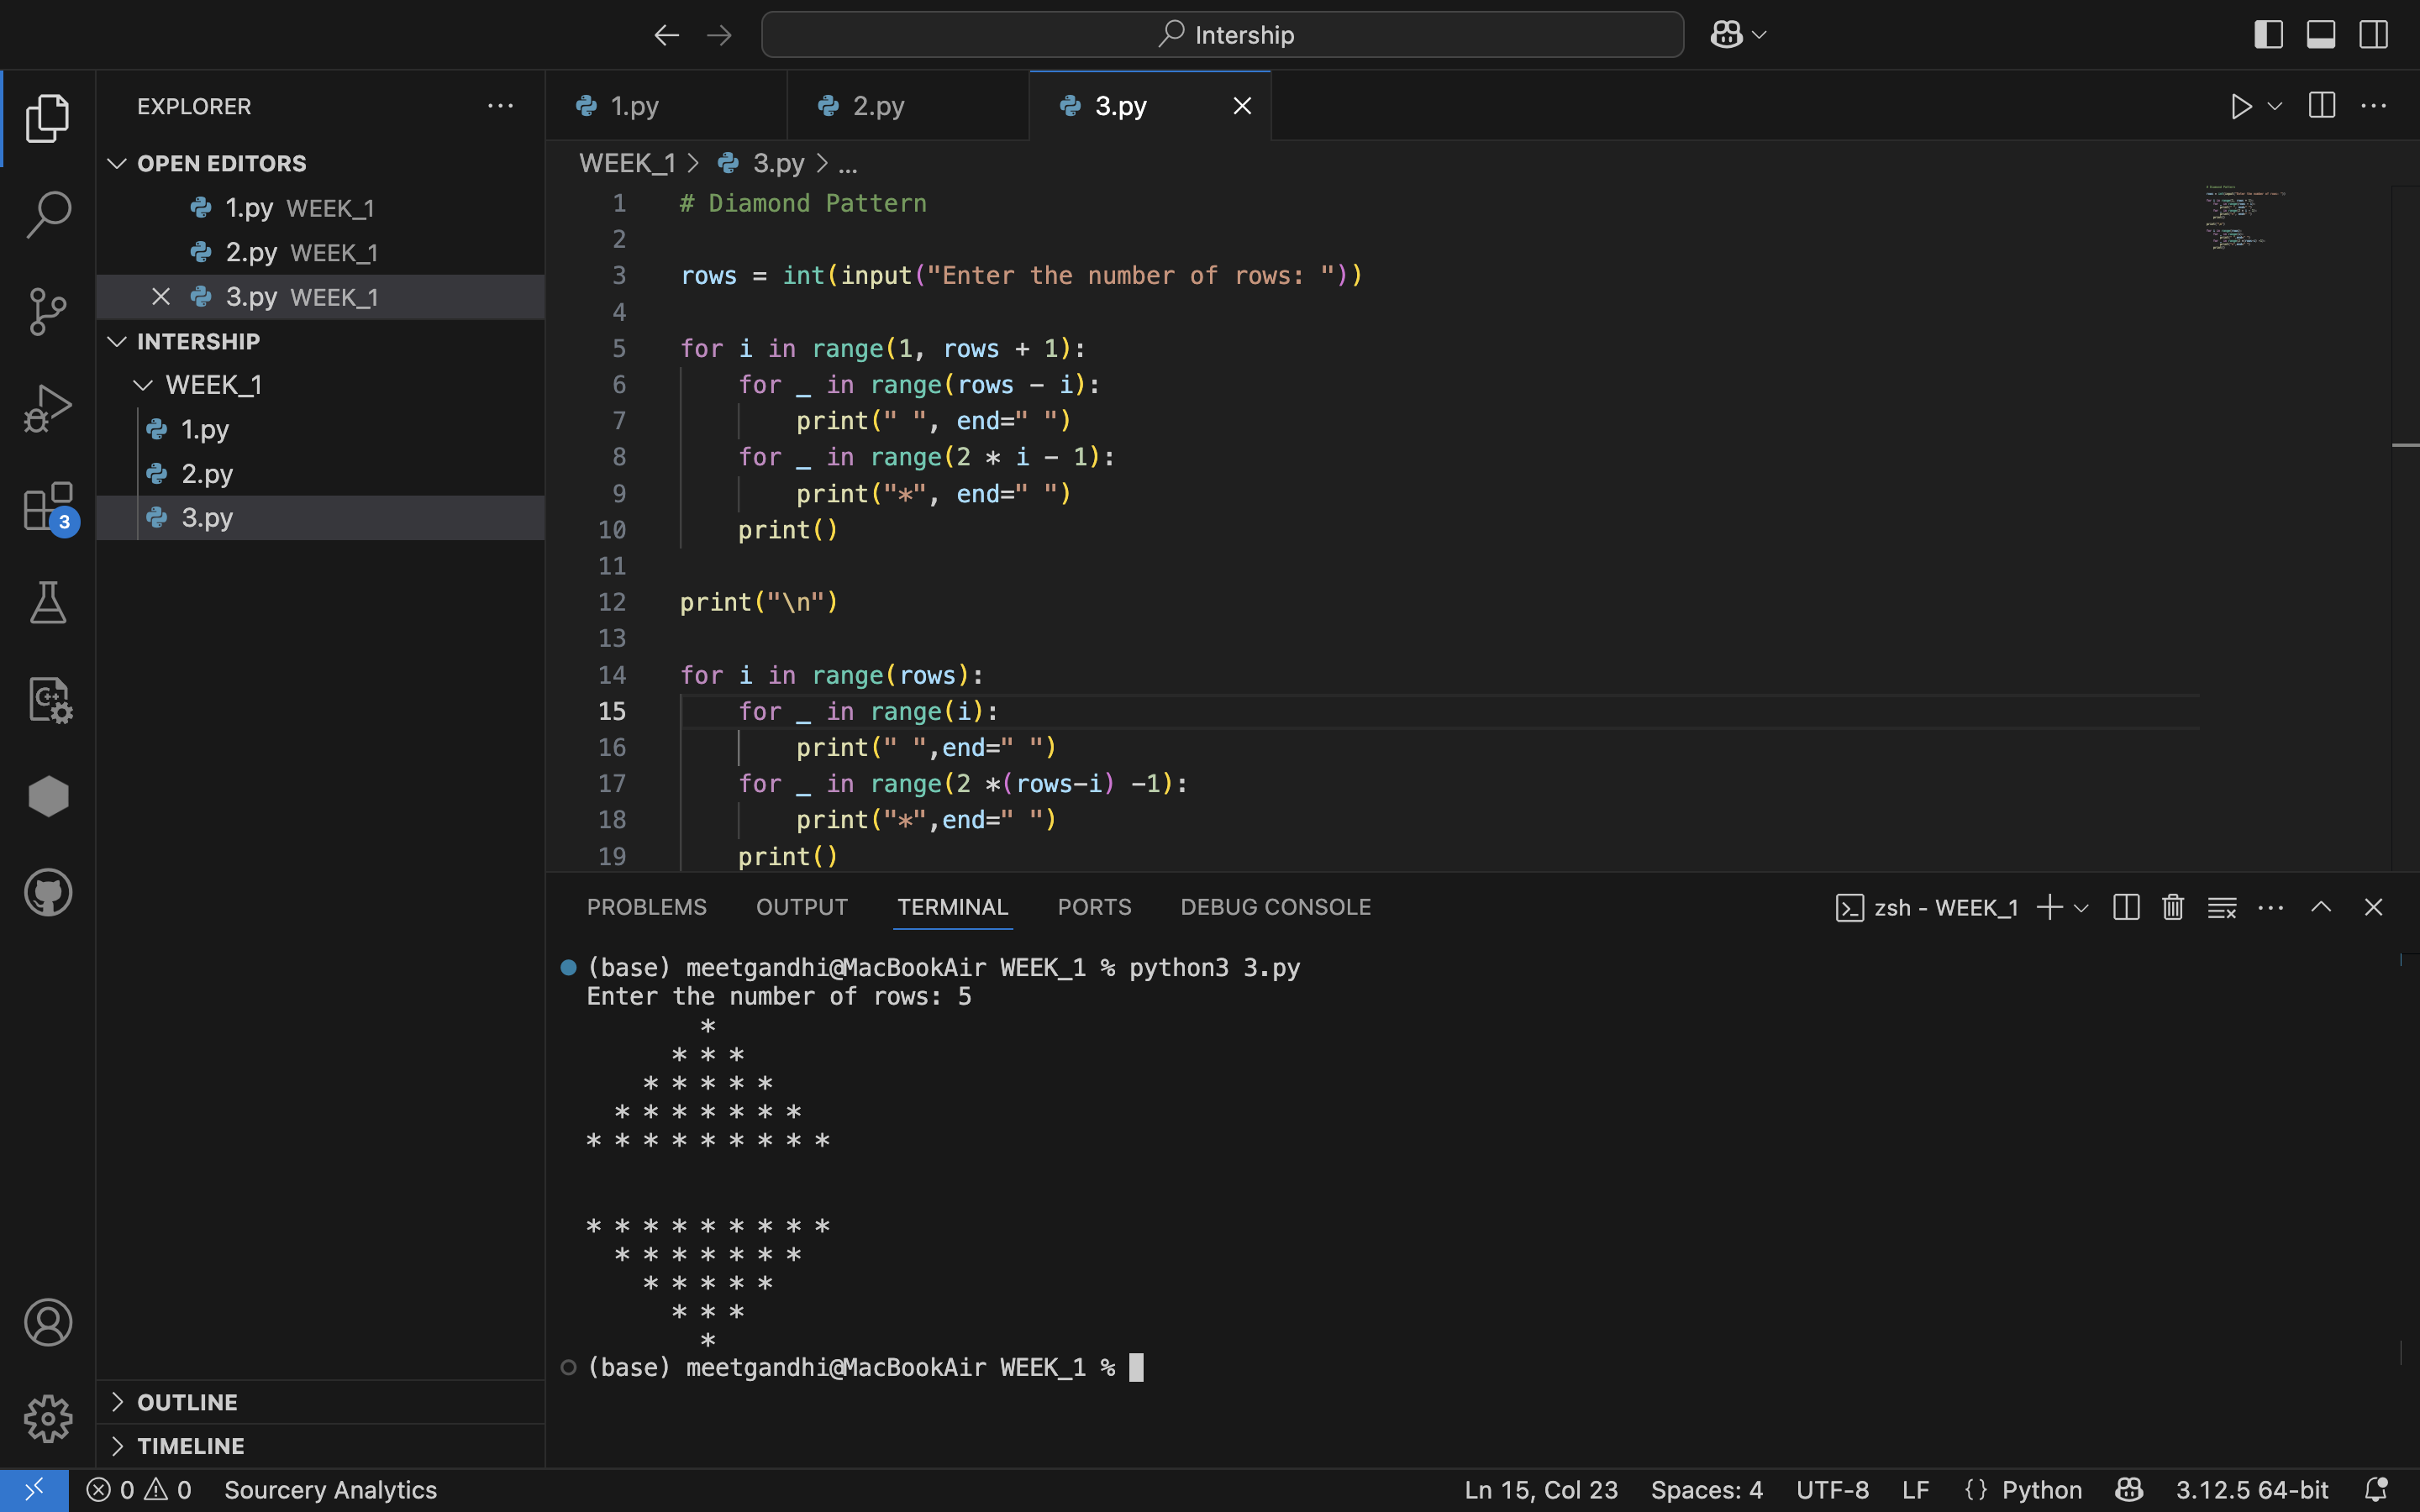 Intership
EXPLORER
OPEN EDITORS
1.py WEEK_1
2.py WEEK_1
3.py WEEK_1
INTERSHIP
WEEK_1
1.py
2.py
3.py
3
OUTLINE
TIMELINE
1.py 2.py 3.py
WEEK_1 > 3.py > ...
1 # Diamond Pattern
2
3 rows = int(input("Enter the number of rows: "))
4
5 for i in range(1, rows + 1):
6     for _ in range(rows - i):
7         print(" ", end=" ")
8     for _ in range(2 * i - 1):
9         print("*", end=" ")
10     print()
11
12 print("\n")
13
14 for i in range(rows):
15     for _ in range(i):
16         print(" ",end=" ")
17     for _ in range(2 *(rows-i) -1):
18         print("*",end=" ")
19     print()
PROBLEMS OUTPUT TERMINAL PORTS DEBUG CONSOLE zsh - WEEK_1
(base) meetgandhi@MacBookAir WEEK_1 % python3 3.py
Enter the number of rows: 5
        *
      * * *
    * * * * *
  * * * * * * *
* * * * * * * * *
* * * * * * * * *
  * * * * * * *
    * * * * *
      * * *
        *
(base) meetgandhi@MacBookAir WEEK_1 %
0 0 Sourcery Analytics Ln 15, Col 23 Spaces: 4 UTF-8 LF {} Python 3.12.5 64-bit